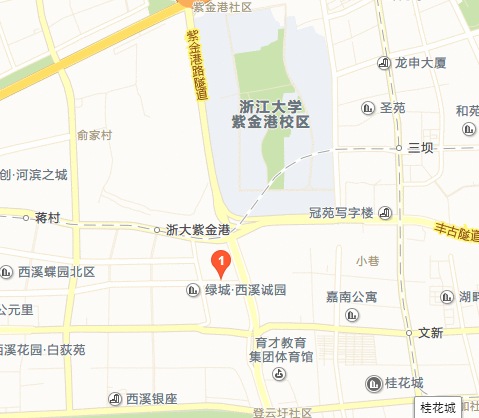 紫金港社区
紫金港路隧道
龙申大厦
浙江大学
紫金港校区
圣苑
和苑
俞家村
三坝
创·河滨之城
蒋村
冠苑写字楼
浙大紫金港
丰古隧道
小巷
西溪蝶园北区
1
绿城·西溪诚园
嘉南公寓
湖畔
公元里
文新
育才教育
集团体育馆
西溪花园·白荻苑
桂花城
西溪银座
登云圩社区
桂花城
社